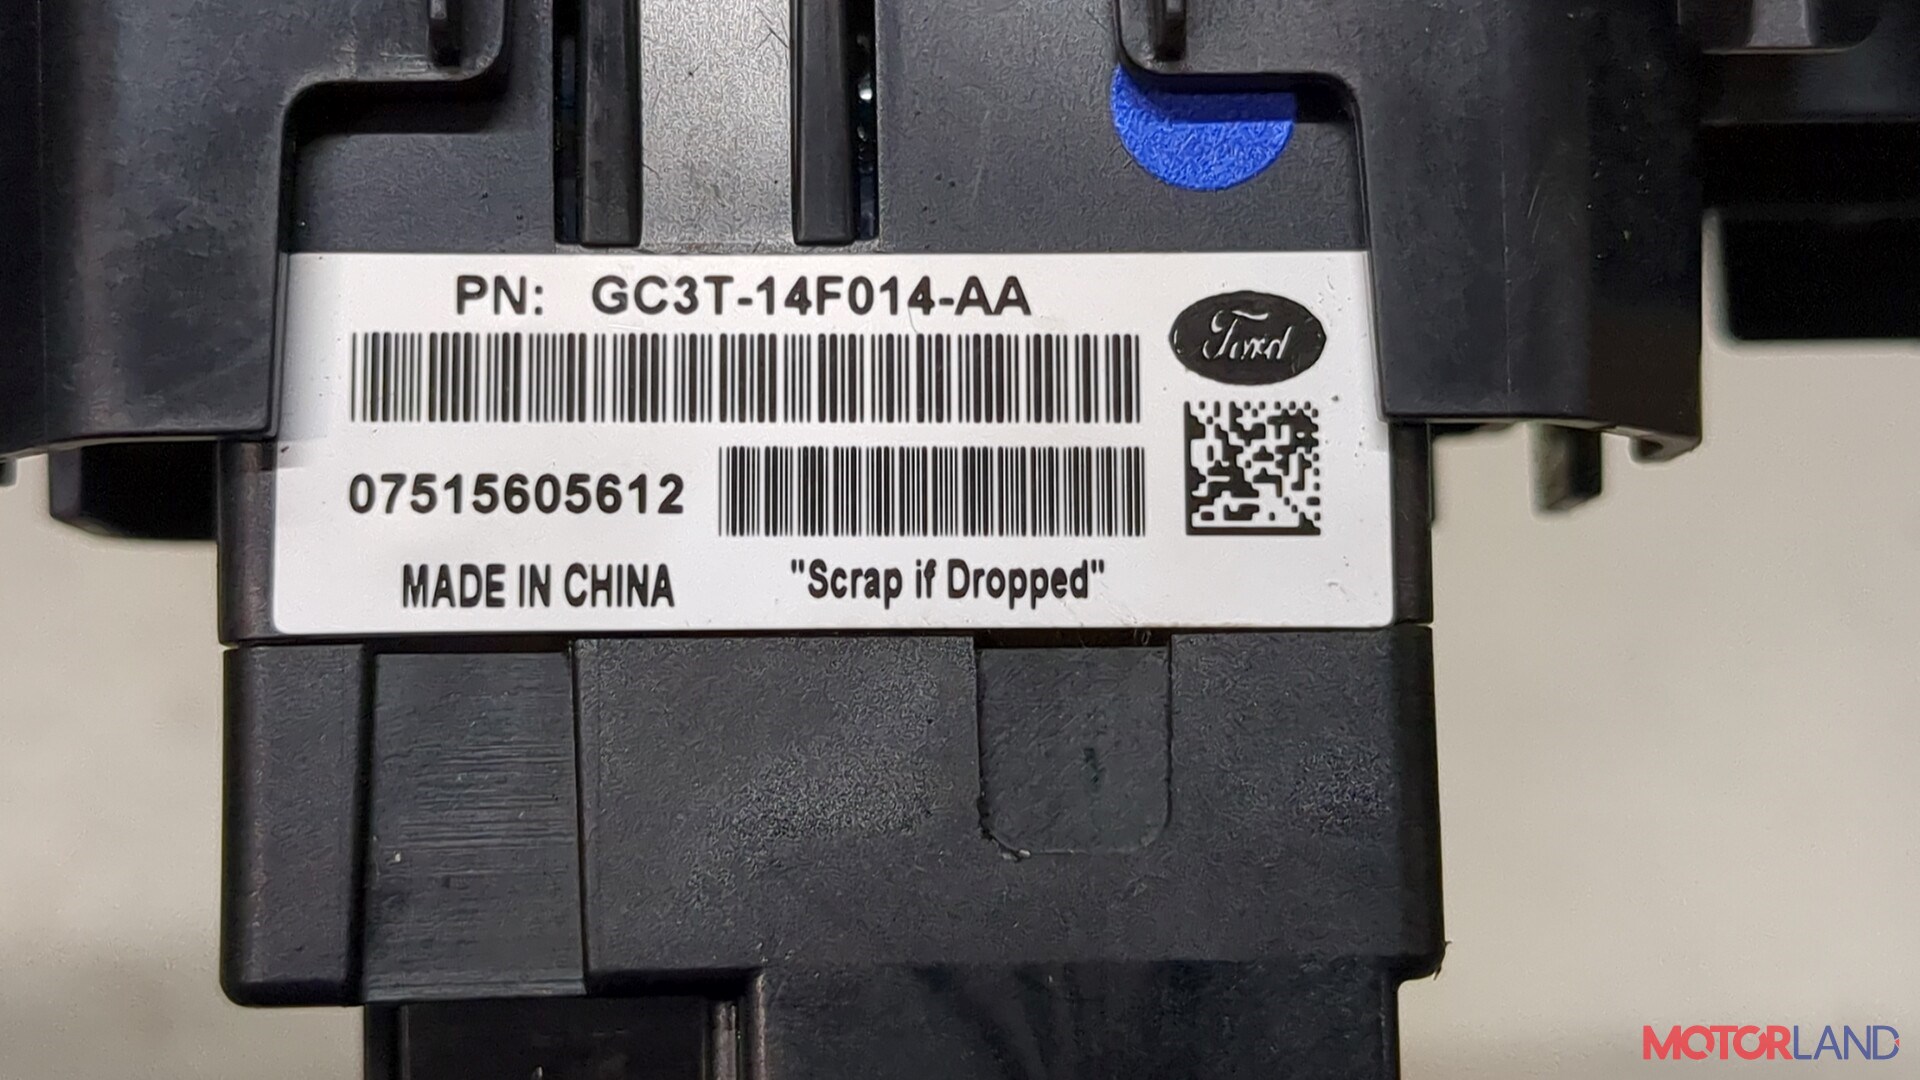 PN: GC3T-14F014-AA
Ford
07515605612
MADE IN CHINA "Scrap if Dropped"
MOTORLAND